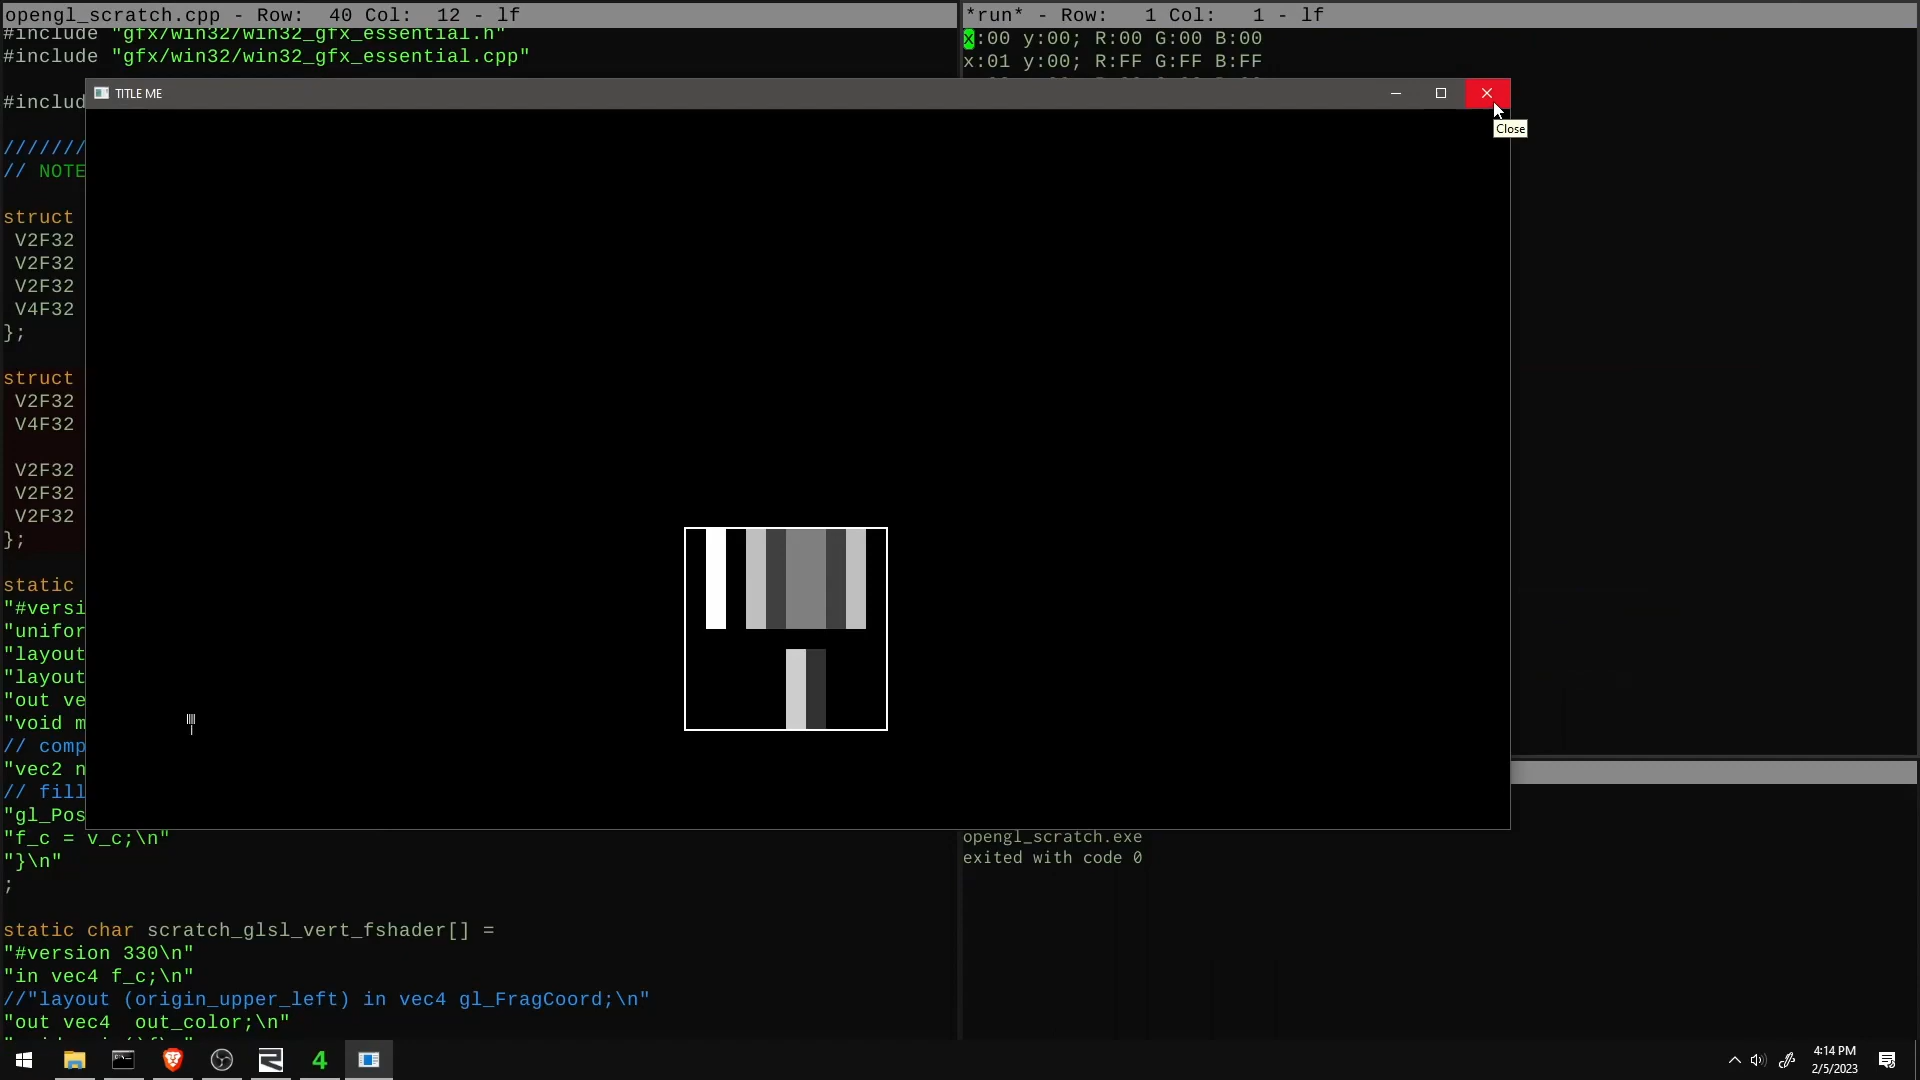 opengl_scratch.cpp - Row:  40 Col:  12 - lf
#include "gfx/win32/win32_gfx_essential.h"
#include "gfx/win32/win32_gfx_essential.cpp"
#includ
///////
// NOTE
struct
V2F32
V2F32
V2F32
V4F32
};
struct
V2F32
V4F32
V2F32
V2F32
V2F32
};
static
"#versi
"unifor
"layout
"layout
"out ve
"void m
// comp
"vec2 n
// fill
"gl_Pos
"f_c = v_c;\n"
"}\n"
;
static char scratch_glsl_vert_fshader[] =
"#version 330\n"
"in vec4 f_c;\n"
//"layout (origin_upper_left) in vec4 gl_FragCoord;\n"
"out vec4  out_color;\n"
*run* - Row:   1 Col:   1 - lf
x:00 y:00; R:00 G:00 B:00
x:01 y:00; R:FF G:FF B:FF
TITLE ME
Close
opengl_scratch.exe
exited with code 0
4
4:14 PM
2/5/2023